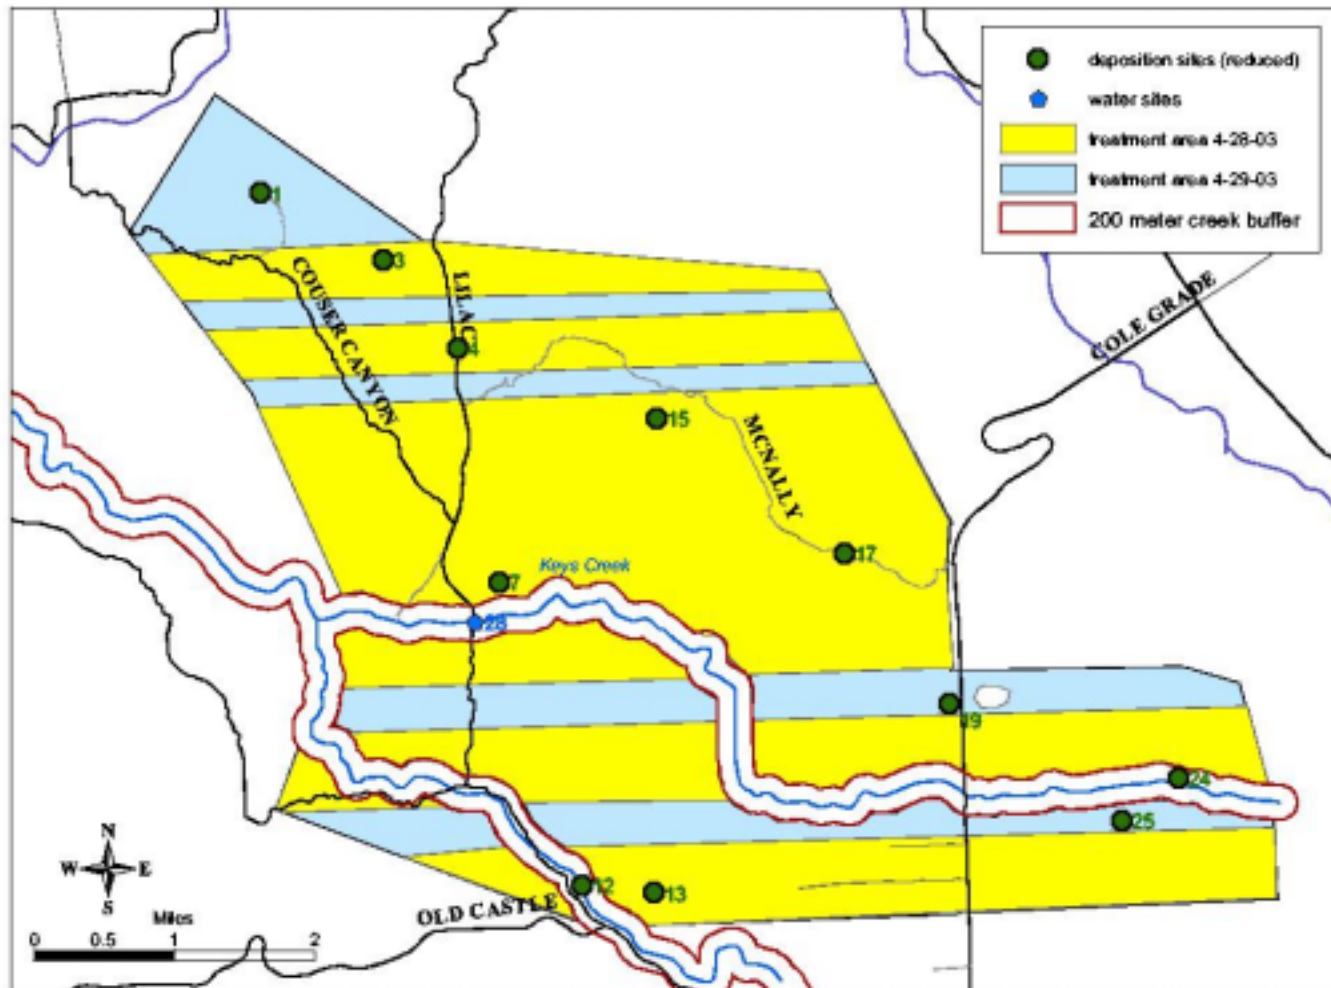 deposition sites (reduced)
water sites
treatment area 4-28-03
treatment area 4-29-03
200 meter creek buffer
1
3
COUSER CANYON
LILAC
4
COLE GRADE
15
MCNALLY
17
Keys Creek
7
28
19
24
25
12
13
OLD CASTLE
N
W E
S
Miles
0 0.5 1 2